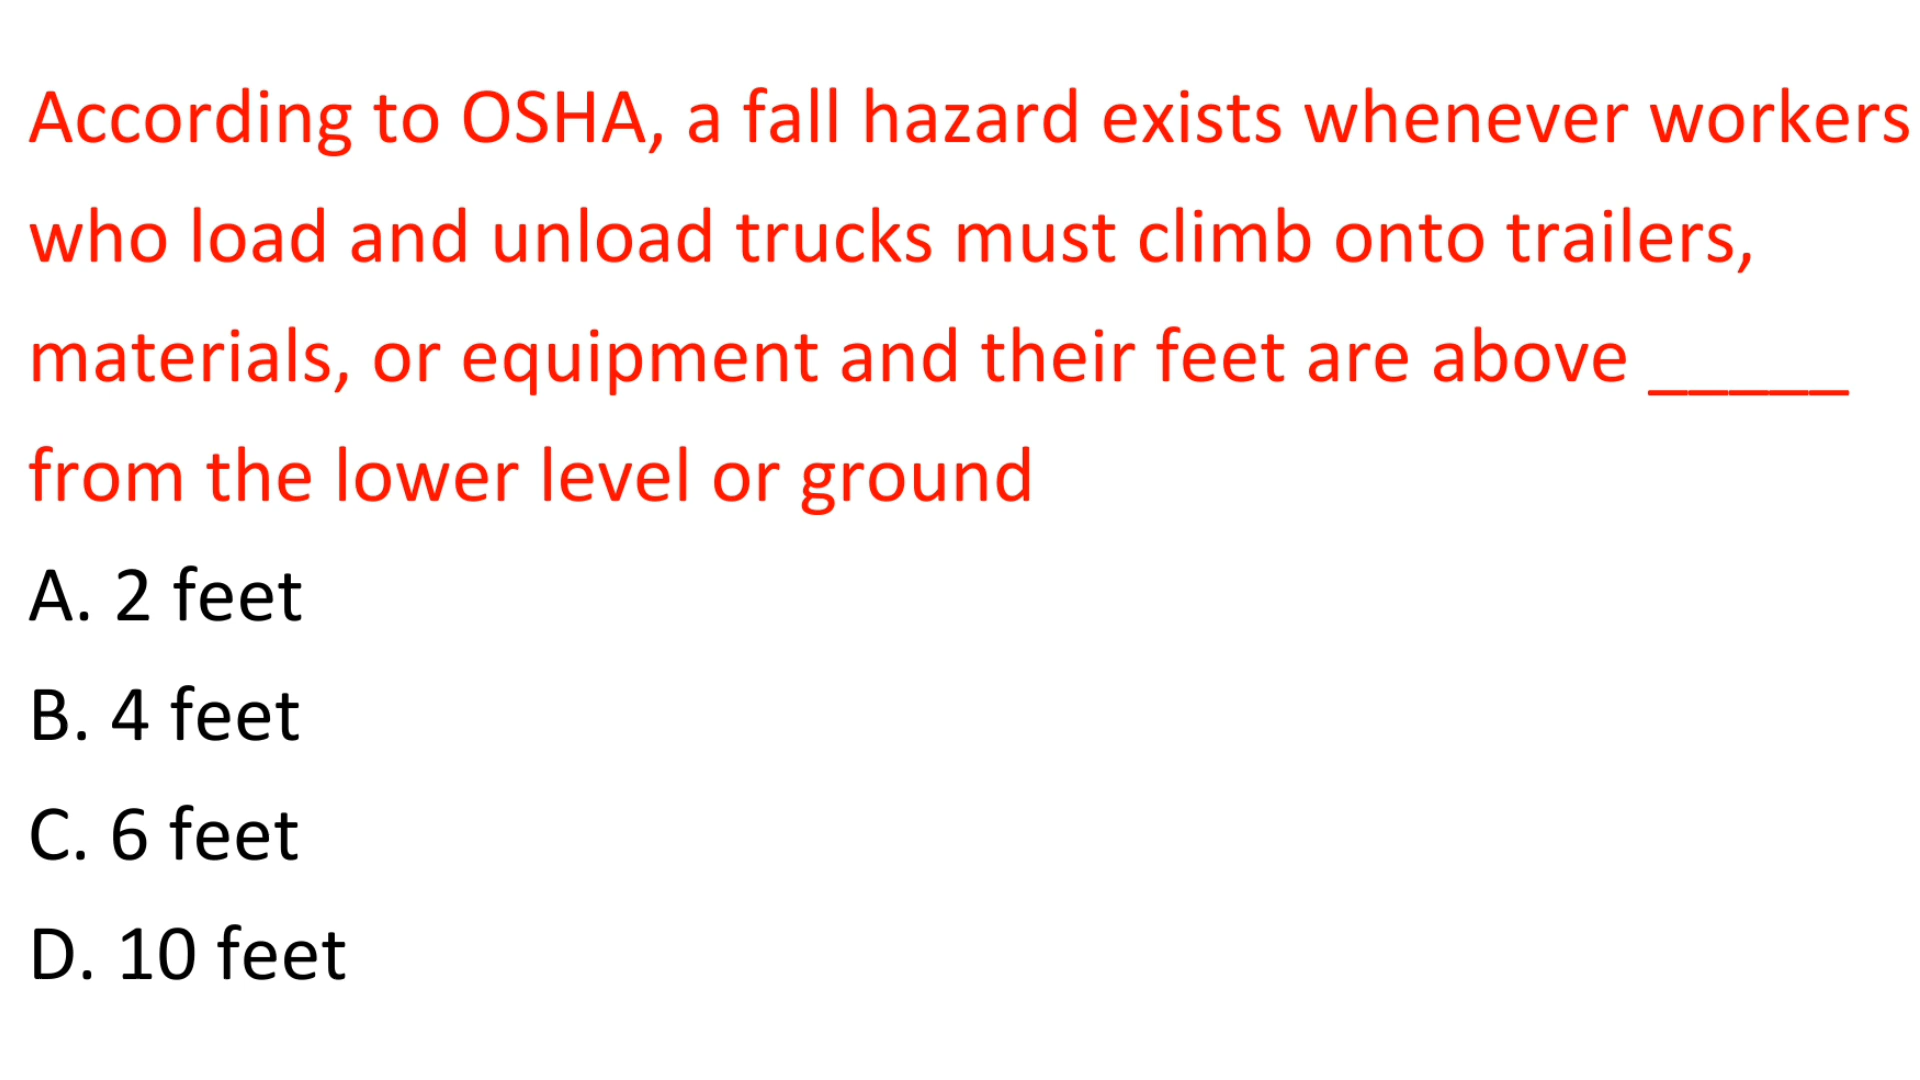 According to OSHA, a fall hazard exists whenever workers
who load and unload trucks must climb onto trailers,
materials, or equipment and their feet are above _____
from the lower level or ground
A. 2 feet
B. 4 feet
C. 6 feet
D. 10 feet